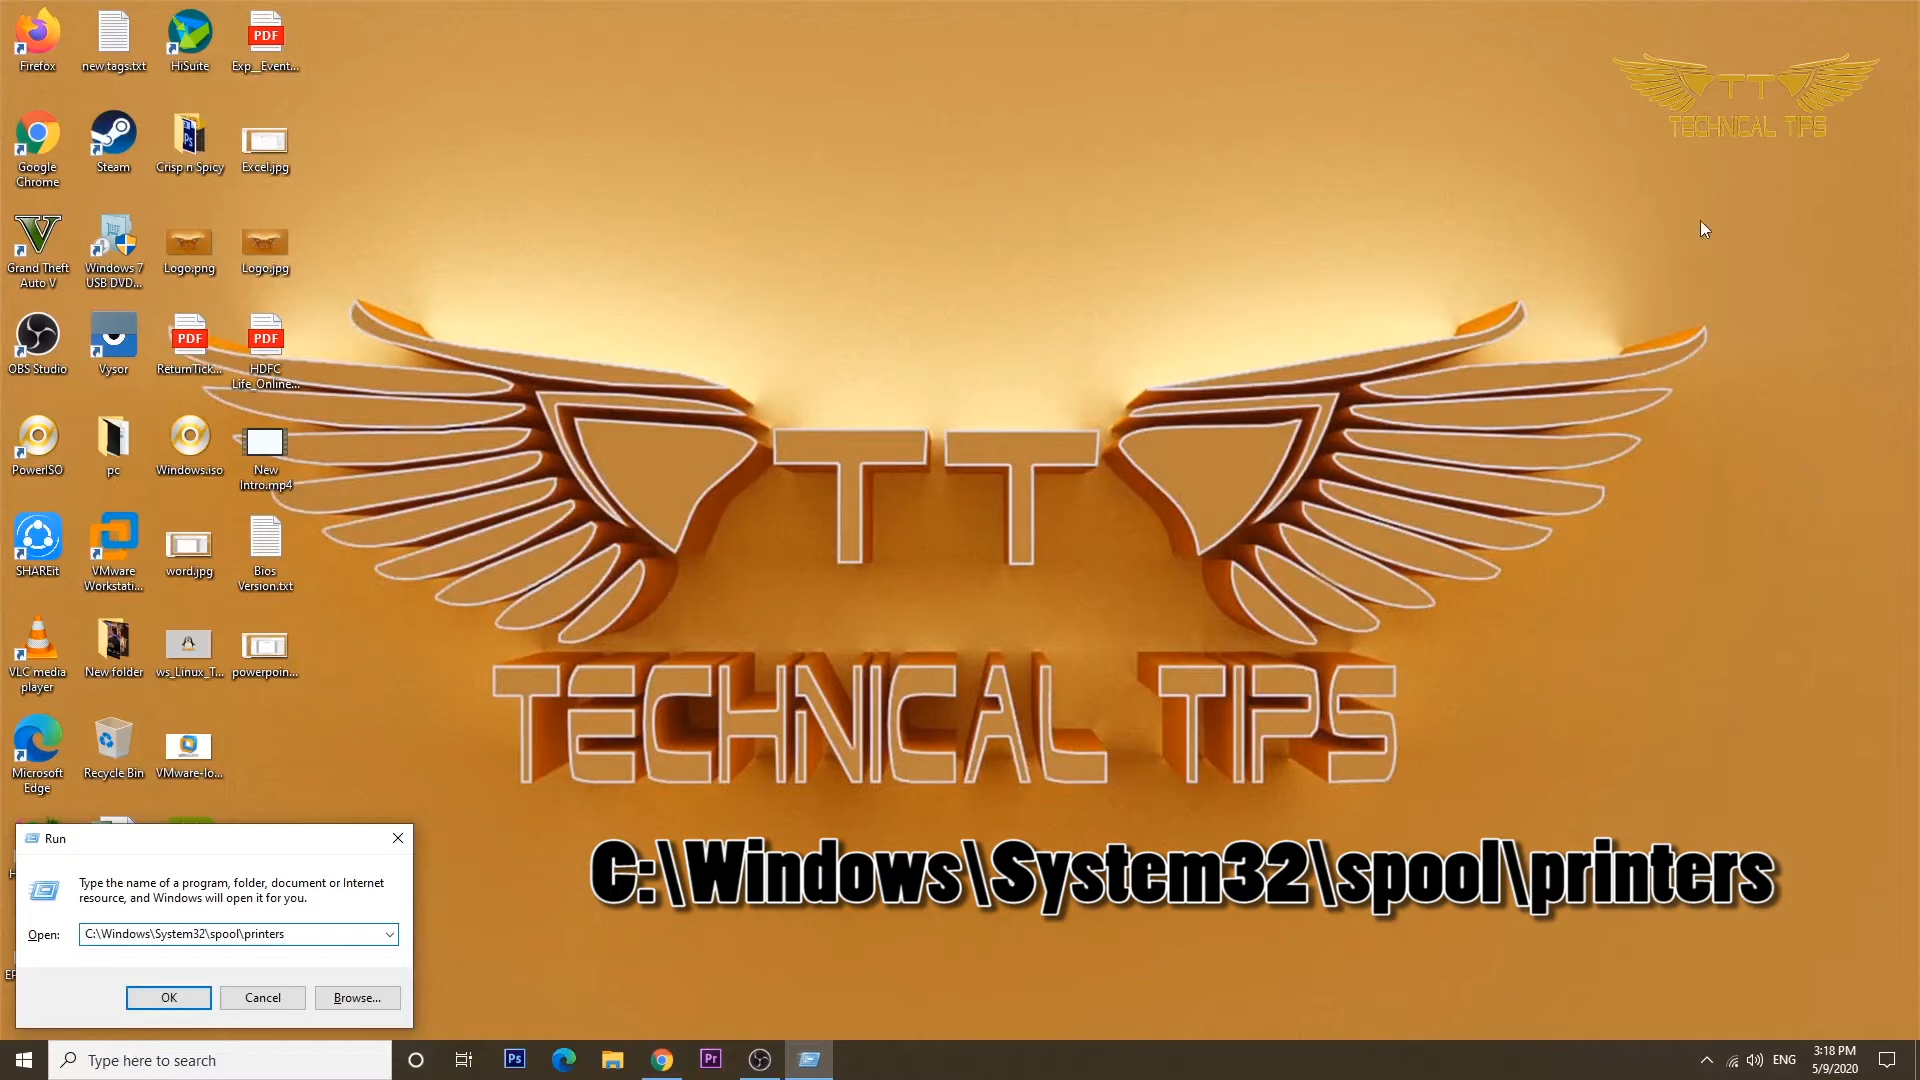 Firefox
new tags.txt
HiSuite
PDF
Exp_Event...
Google Chrome
Steam
Ps
Crisp n Spicy
Excel.jpg
Grand Theft Auto V
Windows 7 USB DVD...
Logo.png
Logo.jpg
OBS Studio
Vysor
PDF
ReturnTick...
PDF
HDFC Life_Online...
PowerISO
pc
Windows.iso
New Intro.mp4
SHAREit
VMware Workstati...
word.jpg
Bios Version.txt
VLC media player
New folder
ws_Linux_T...
powerpoin...
Microsoft Edge
Recycle Bin
VMware-lo...
TT
TECHNICAL TIPS
TT
TECHNICAL TIPS
C:\Windows\System32\spool\printers
Run
Type the name of a program, folder, document or Internet
resource, and Windows will open it for you.
Open:
C:\Windows\System32\spool\printers
OK
Cancel
Browse...
Type here to search
Ps
Pr
ENG
3:18 PM
5/9/2020